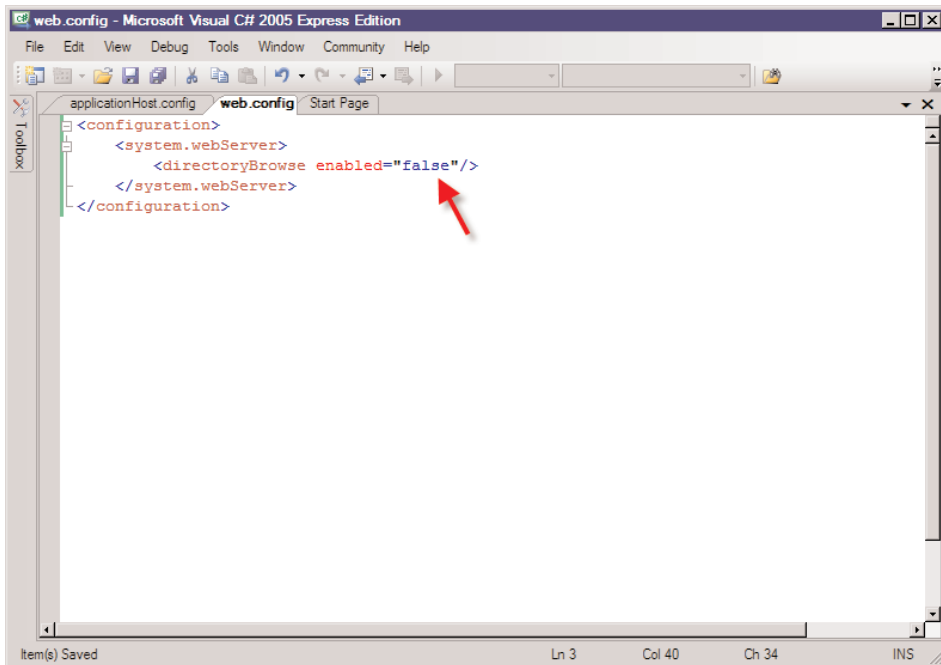 web.config - Microsoft Visual C# 2005 Express Edition
File Edit View Debug Tools Window Community Help
applicationHost.config web.config Start Page
Toolbox
<configuration>
<system.webServer>
<directoryBrowse enabled="false"/>
</system.webServer>
</configuration>
Item(s) Saved Ln 3 Col 40 Ch 34 INS